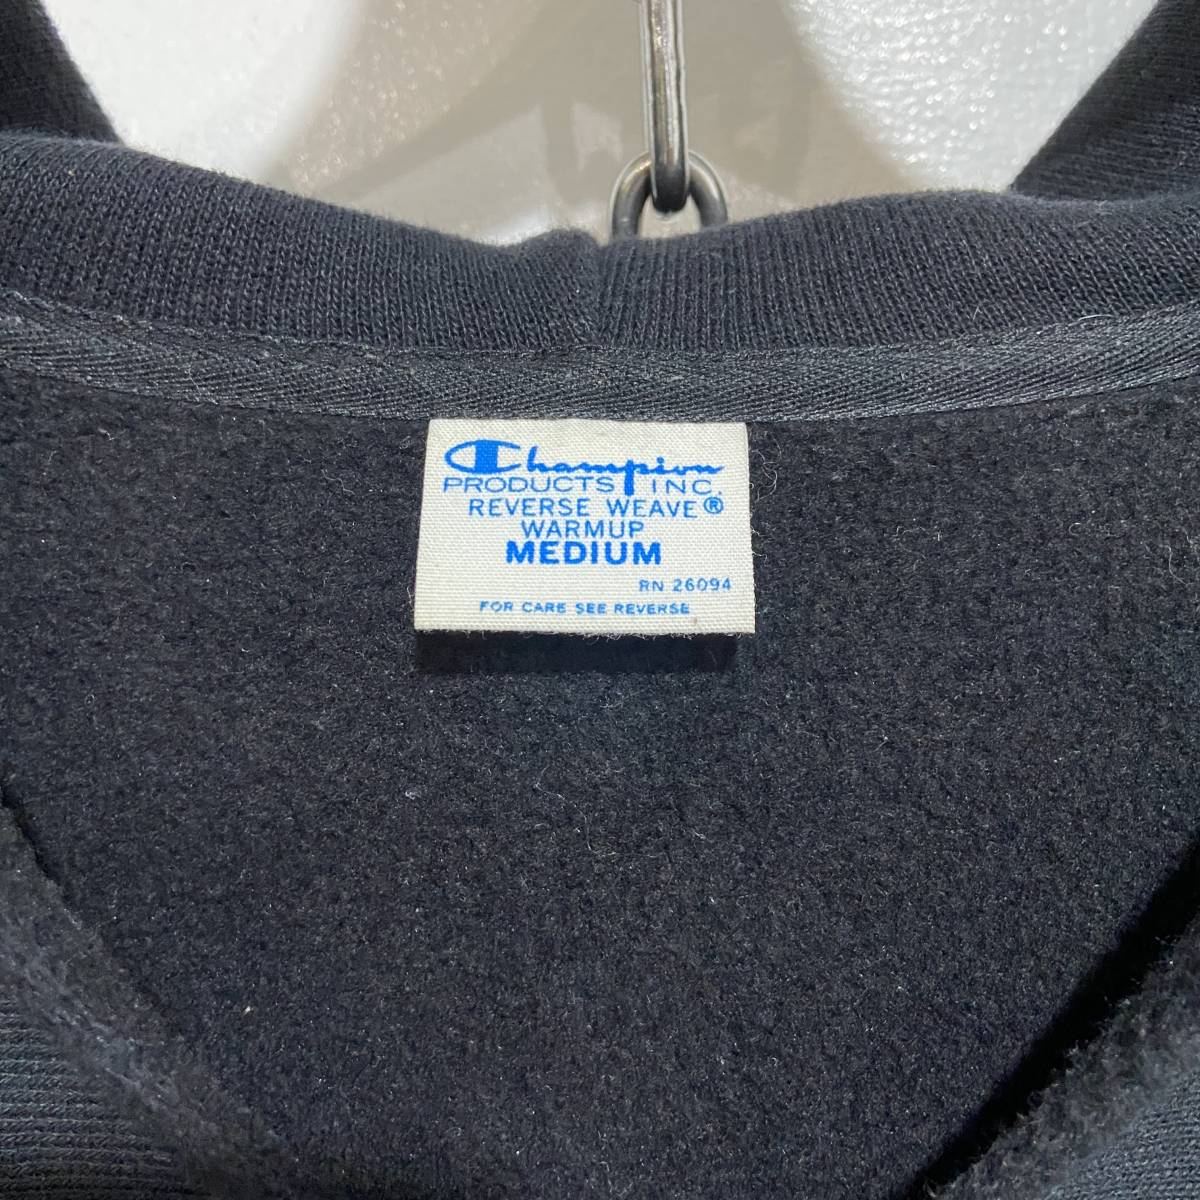 Champion
PRODUCTS INC.
REVERSE WEAVE®
WARMUP
MEDIUM
RN 26094
FOR CARE SEE REVERSE